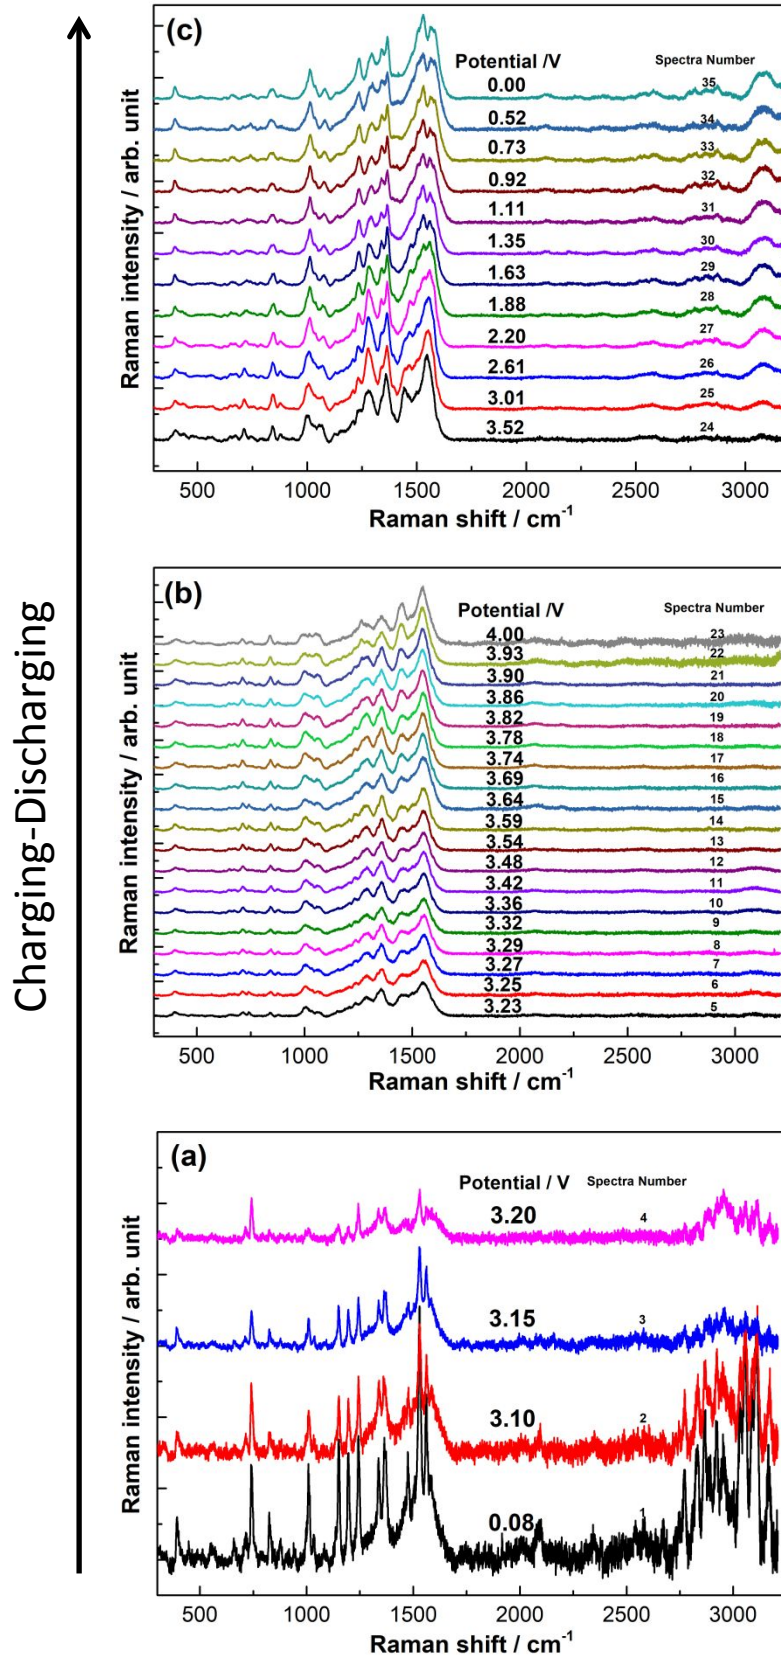 Charging-Discharging
(c)
Raman intensity / arb. unit
Potential /V Spectra Number
0.00 35
0.52 34
0.73 33
0.92 32
1.11 31
1.35 30
1.63 29
1.88 28
2.20 27
2.61 26
3.01 25
3.52 24
500 1000 1500 2000 2500 3000
Raman shift / cm-1
(b)
Raman intensity / arb. unit
Potential /V Spectra Number
4.00 23
3.93 22
3.90 21
3.86 20
3.82 19
3.78 18
3.74 17
3.69 16
3.64 15
3.59 14
3.54 13
3.48 12
3.42 11
3.36 10
3.32 9
3.29 8
3.27 7
3.25 6
3.23 5
500 1000 1500 2000 2500 3000
Raman shift / cm-1
(a)
Raman intensity / arb. unit
Potential / V Spectra Number
3.20 4
3.15 3
3.10 2
0.08 1
500 1000 1500 2000 2500 3000
Raman shift / cm-1